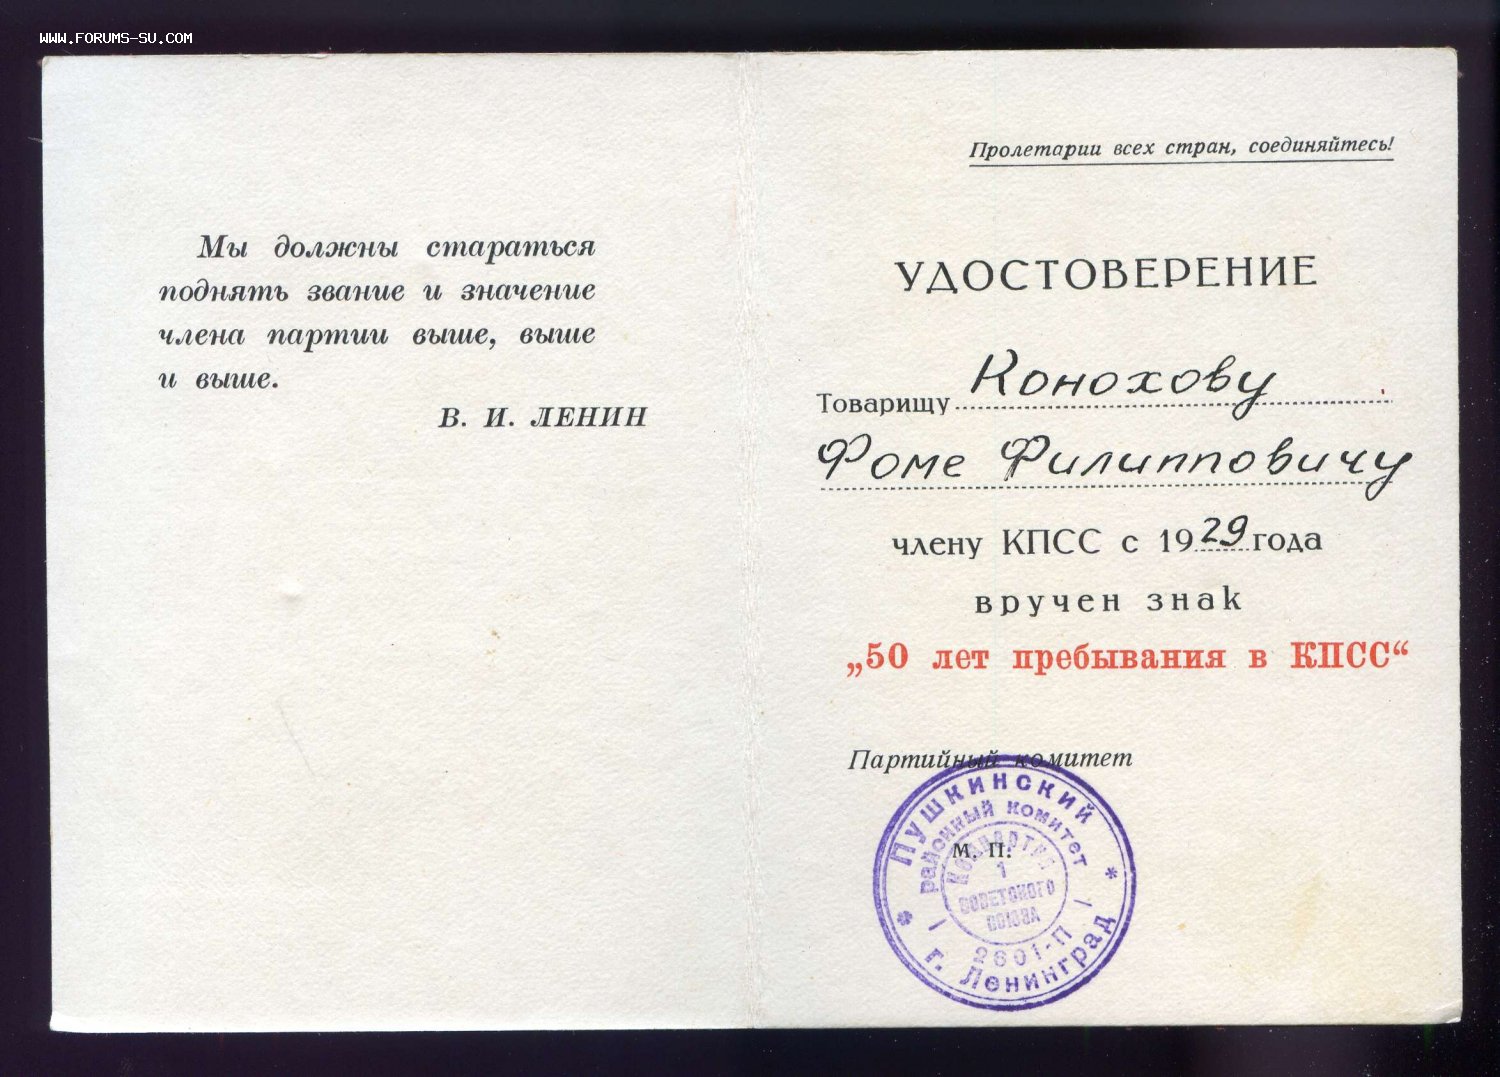 WWW.FORUMS-SU.COM
Мы должны стараться
поднять звание и значение
члена партии выше, выше
и выше.
В. И. ЛЕНИН
Пролетарии всех стран, соединяйтесь!
УДОСТОВЕРЕНИЕ
Товарищу Конохову
Фоме Филипповичу
члену КПСС с 1929 года
вручен знак
„50 лет пребывания в КПСС“
Партийный комитет
М. П.
ПУШКИНСКИЙ
районный комитет
Компартия
1
СОВЕТСКОГО
СОЮЗА
2601-П
г. Ленинград